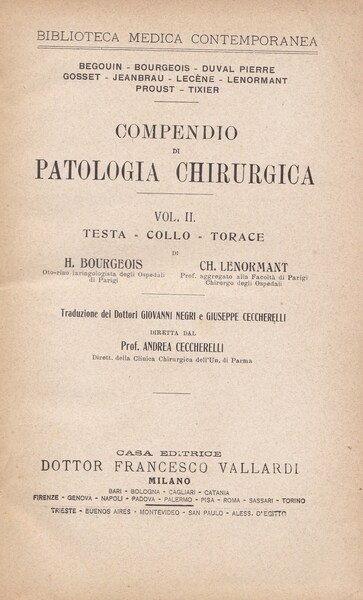 BIBLIOTECA MEDICA CONTEMPORANEA
BEGOUIN - BOURGEOIS - DUVAL PIERRE
GOSSET - JEANBRAU - LECÈNE - LENORMANT
PROUST - TIXIER
COMPENDIO
DI
PATOLOGIA CHIRURGICA
VOL. II.
TESTA - COLLO - TORACE
DI
H. BOURGEOIS
Oto-rino laringologista degli Ospedali
di Parigi
CH. LENORMANT
Prof. aggregato alla Facoltà di Parigi
Chirurgo degli Ospedali
Traduzione dei Dottori GIOVANNI NEGRI e GIUSEPPE CECCHERELLI
DIRETTA DAL
Prof. ANDREA CECCHERELLI
Dirett. della Clinica Chirurgica dell'Un. di Parma
CASA EDITRICE
DOTTOR FRANCESCO VALLARDI
MILANO
BARI - BOLOGNA - CAGLIARI - CATANIA
FIRENZE - GENOVA - NAPOLI - PADOVA - PALERMO - PISA - ROMA - SASSARI - TORINO
TRIESTE - BUENOS AIRES - MONTEVIDEO - SAN PAULO - ALESS. D'EGITTO